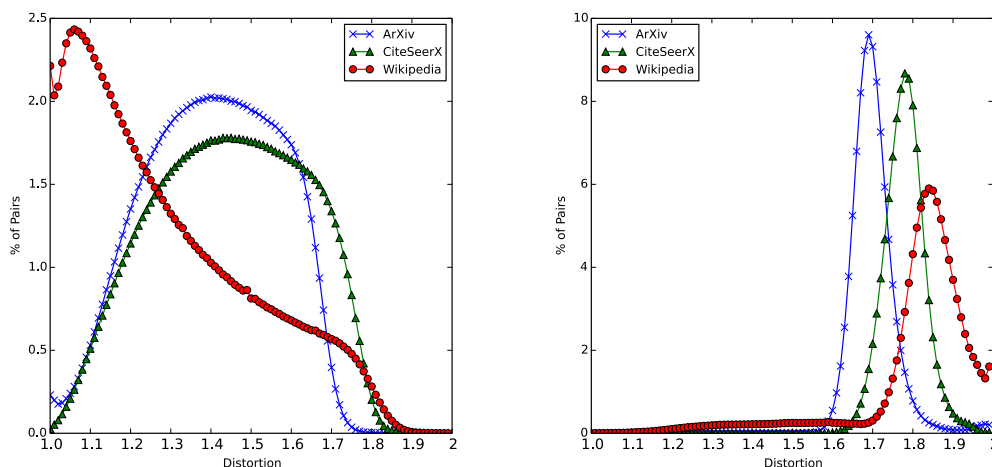 2.5
2.0
1.5
1.0
0.5
0.0
% of Pairs
1.0 1.1 1.2 1.3 1.4 1.5 1.6 1.7 1.8 1.9 2
Distortion
ArXiv
CiteSeerX
Wikipedia
10
8
6
4
2
0
% of Pairs
1.0 1.1 1.2 1.3 1.4 1.5 1.6 1.7 1.8 1.9 2
Distortion
ArXiv
CiteSeerX
Wikipedia